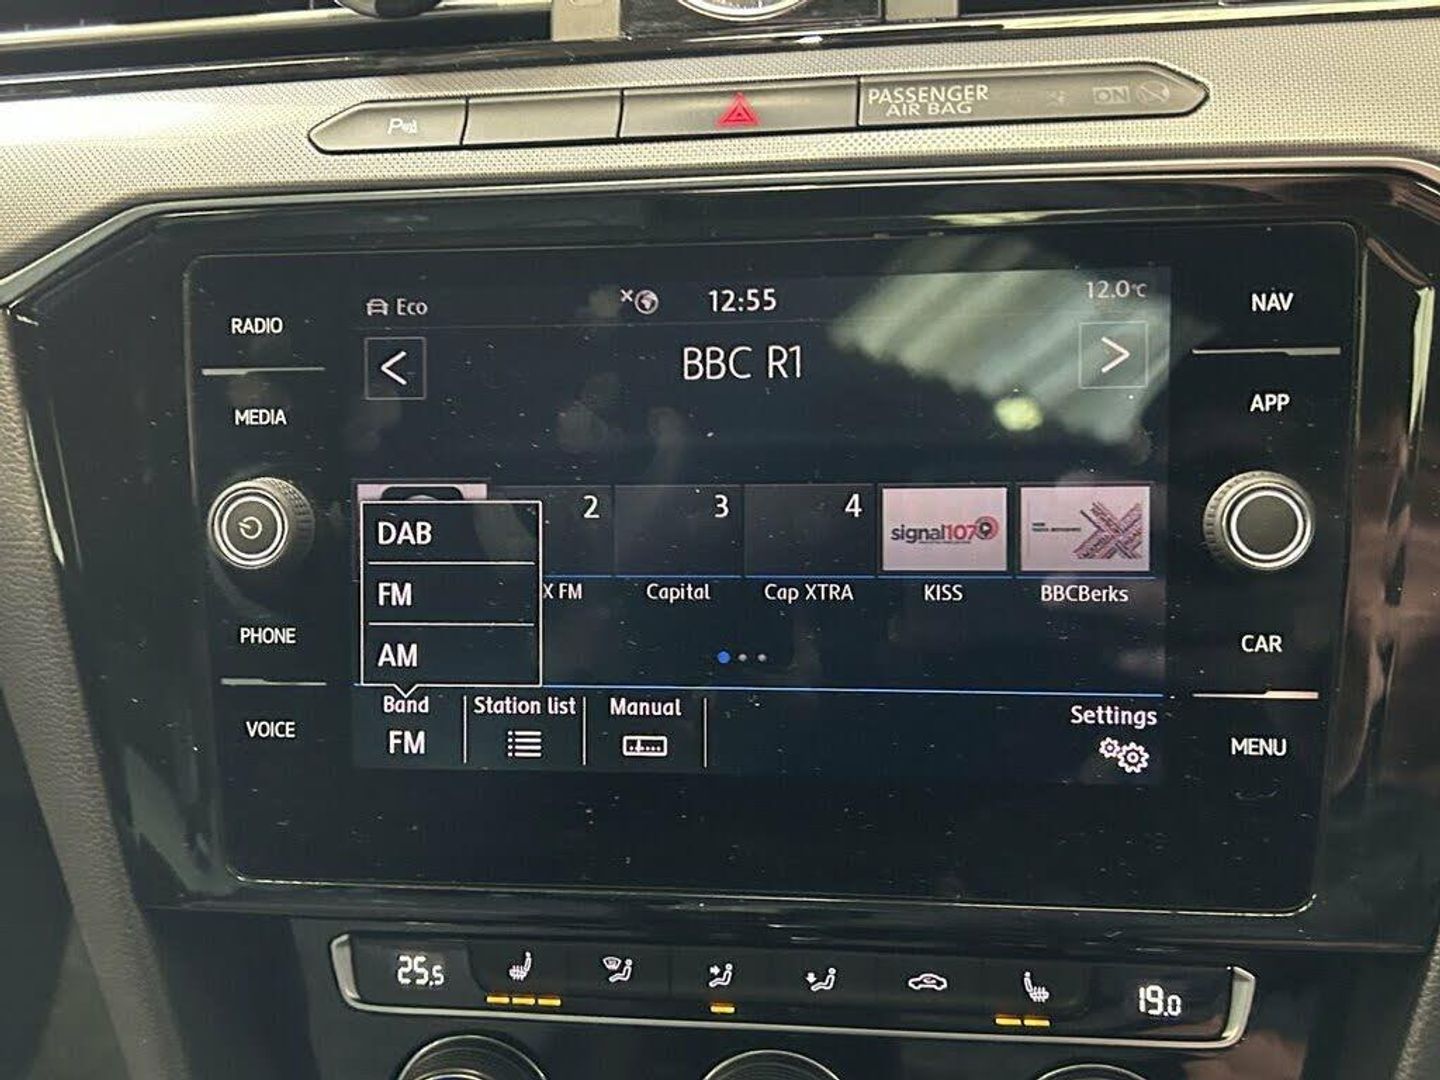 PASSENGER
AIR BAG
ON
RADIO
MEDIA
PHONE
VOICE
Eco
12:55
12.0°C
BBC R1
2
3
4
signal107
DAB
FM
AM
X FM
Capital
Cap XTRA
KISS
BBCBerks
Band
FM
Station list
Manual
Settings
NAV
APP
CAR
MENU
25.5
19.0